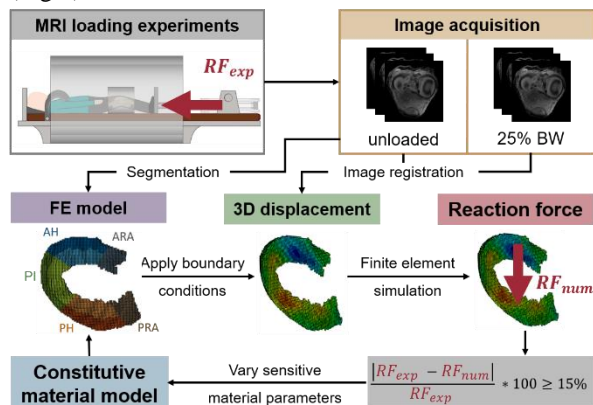 MRI loading experiments
RF_exp
Image acquisition
unloaded
25% BW
Segmentation
Image registration
FE model
3D displacement
Reaction force
AH
ARA
PI
PH
PRA
Apply boundary
conditions
Finite element
simulation
RF_num
Constitutive
material model
Vary sensitive
material parameters
|RF_exp − RF_num| / RF_exp * 100 ≥ 15%